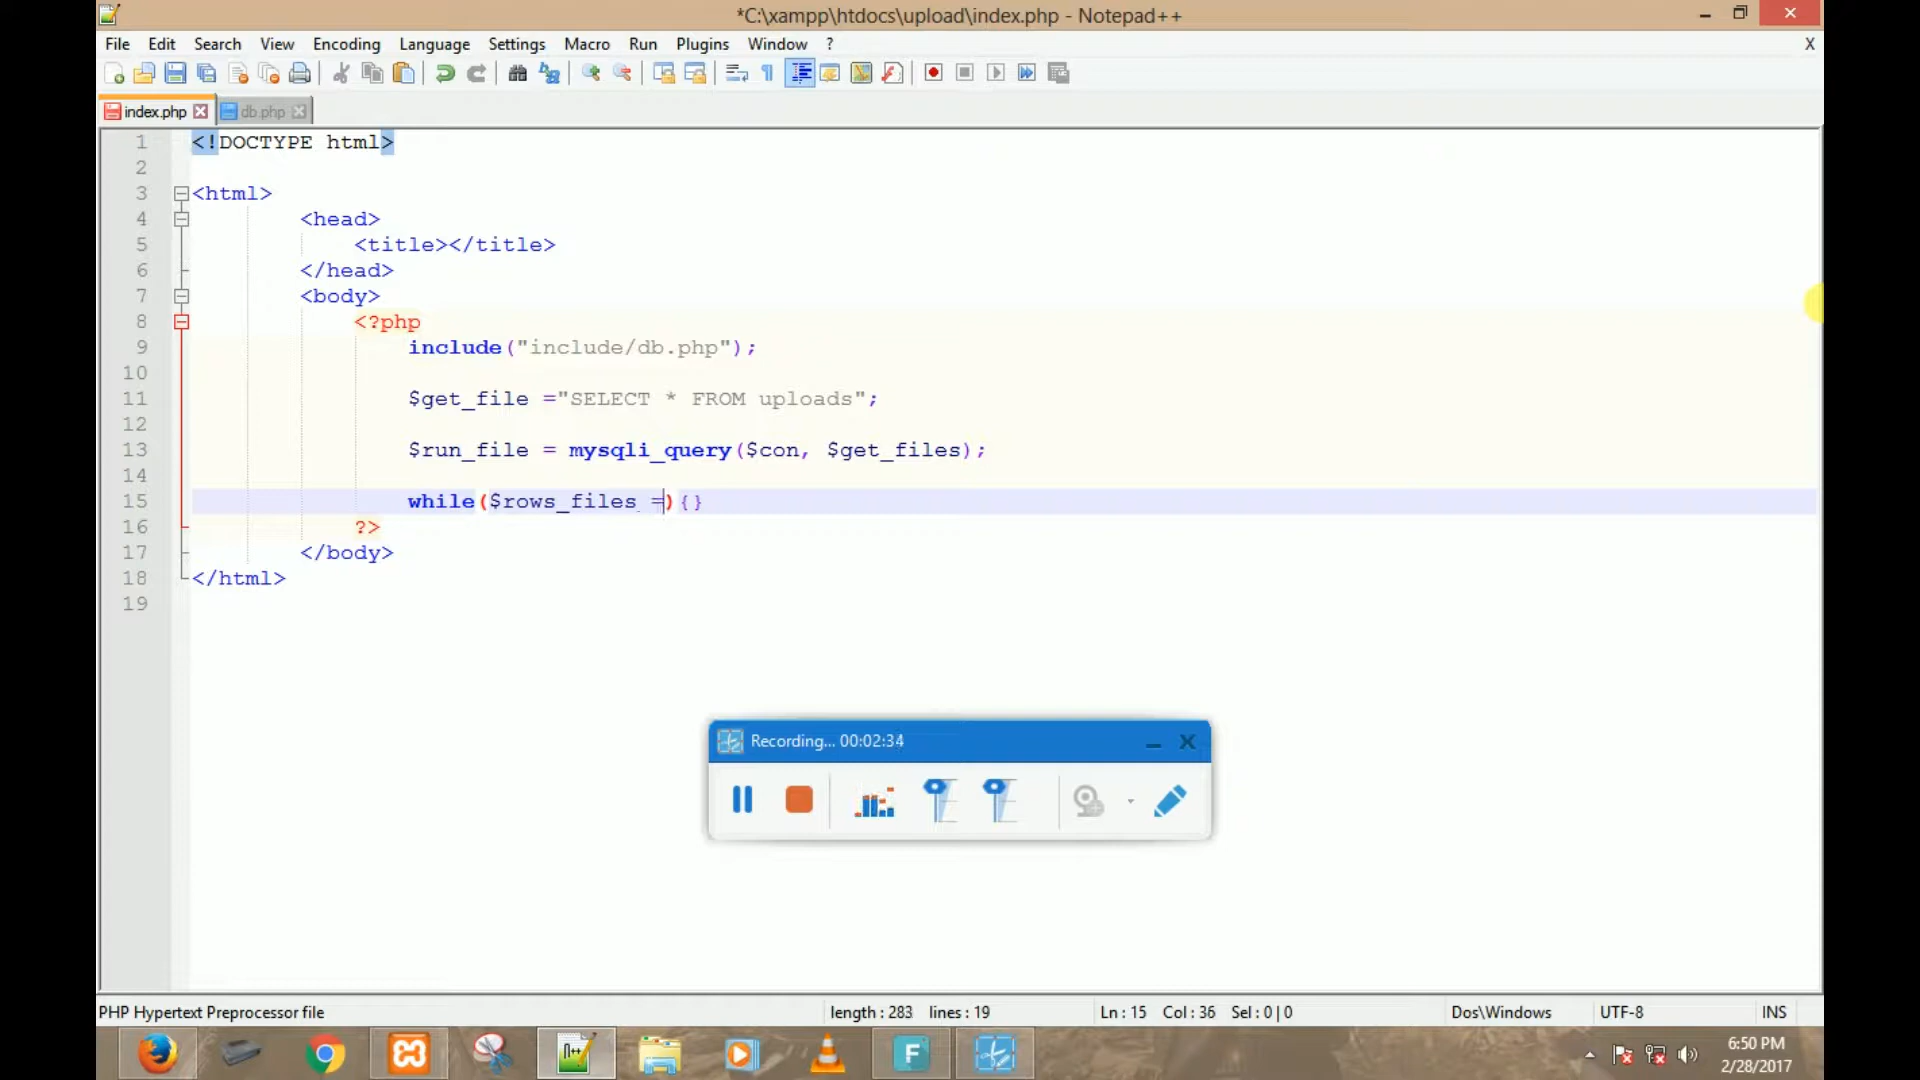 *C:\xampp\htdocs\upload\index.php - Notepad++
File Edit Search View Encoding Language Settings Macro Run Plugins Window ? X
index.php db.php
1 <!DOCTYPE html>
2
3 <html>
4 <head>
5 <title></title>
6 </head>
7 <body>
8 <?php
9 include("include/db.php");
10
11 $get_file ="SELECT * FROM uploads";
12
13 $run_file = mysqli_query($con, $get_files);
14
15 while($rows_files =){}
16 ?>
17 </body>
18 </html>
19
Recording... 00:02:34
PHP Hypertext Preprocessor file length : 283 lines : 19 Ln : 15 Col : 36 Sel : 0 | 0 Dos\Windows UTF-8 INS
6:50 PM
2/28/2017